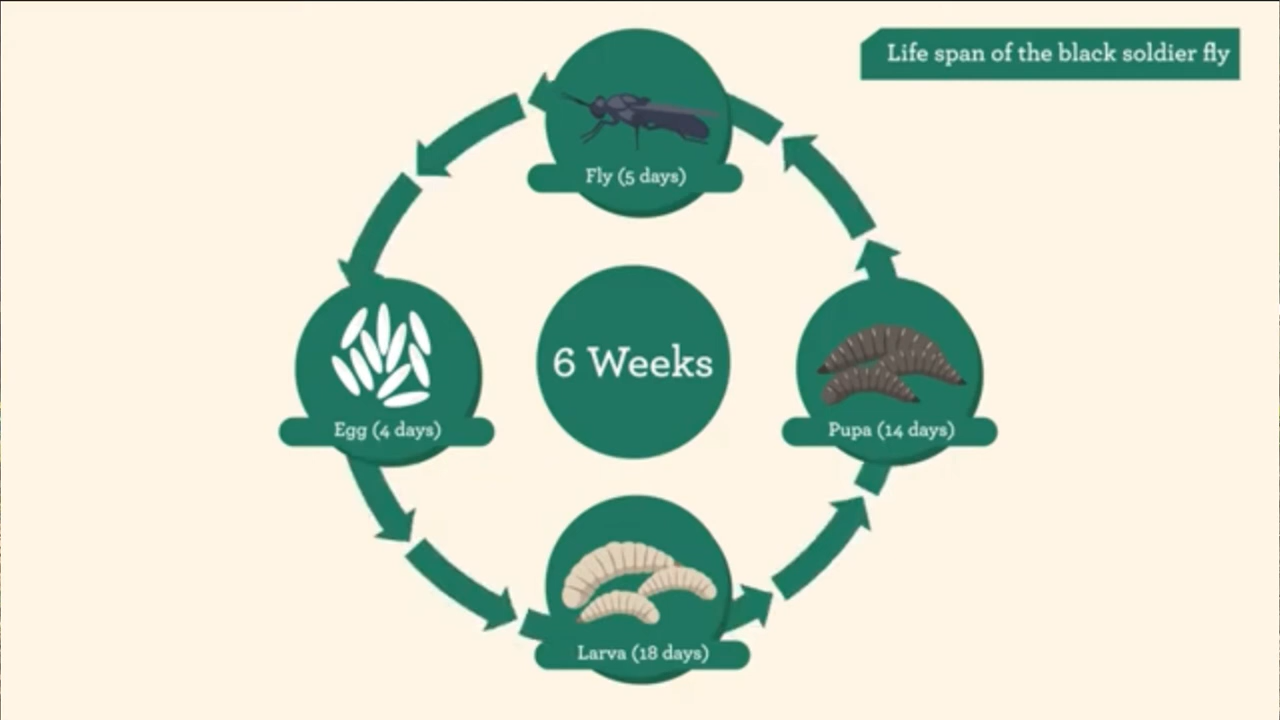 Life span of the black soldier fly
Fly (5 days)
6 Weeks
Egg (4 days)
Pupa (14 days)
Larva (18 days)